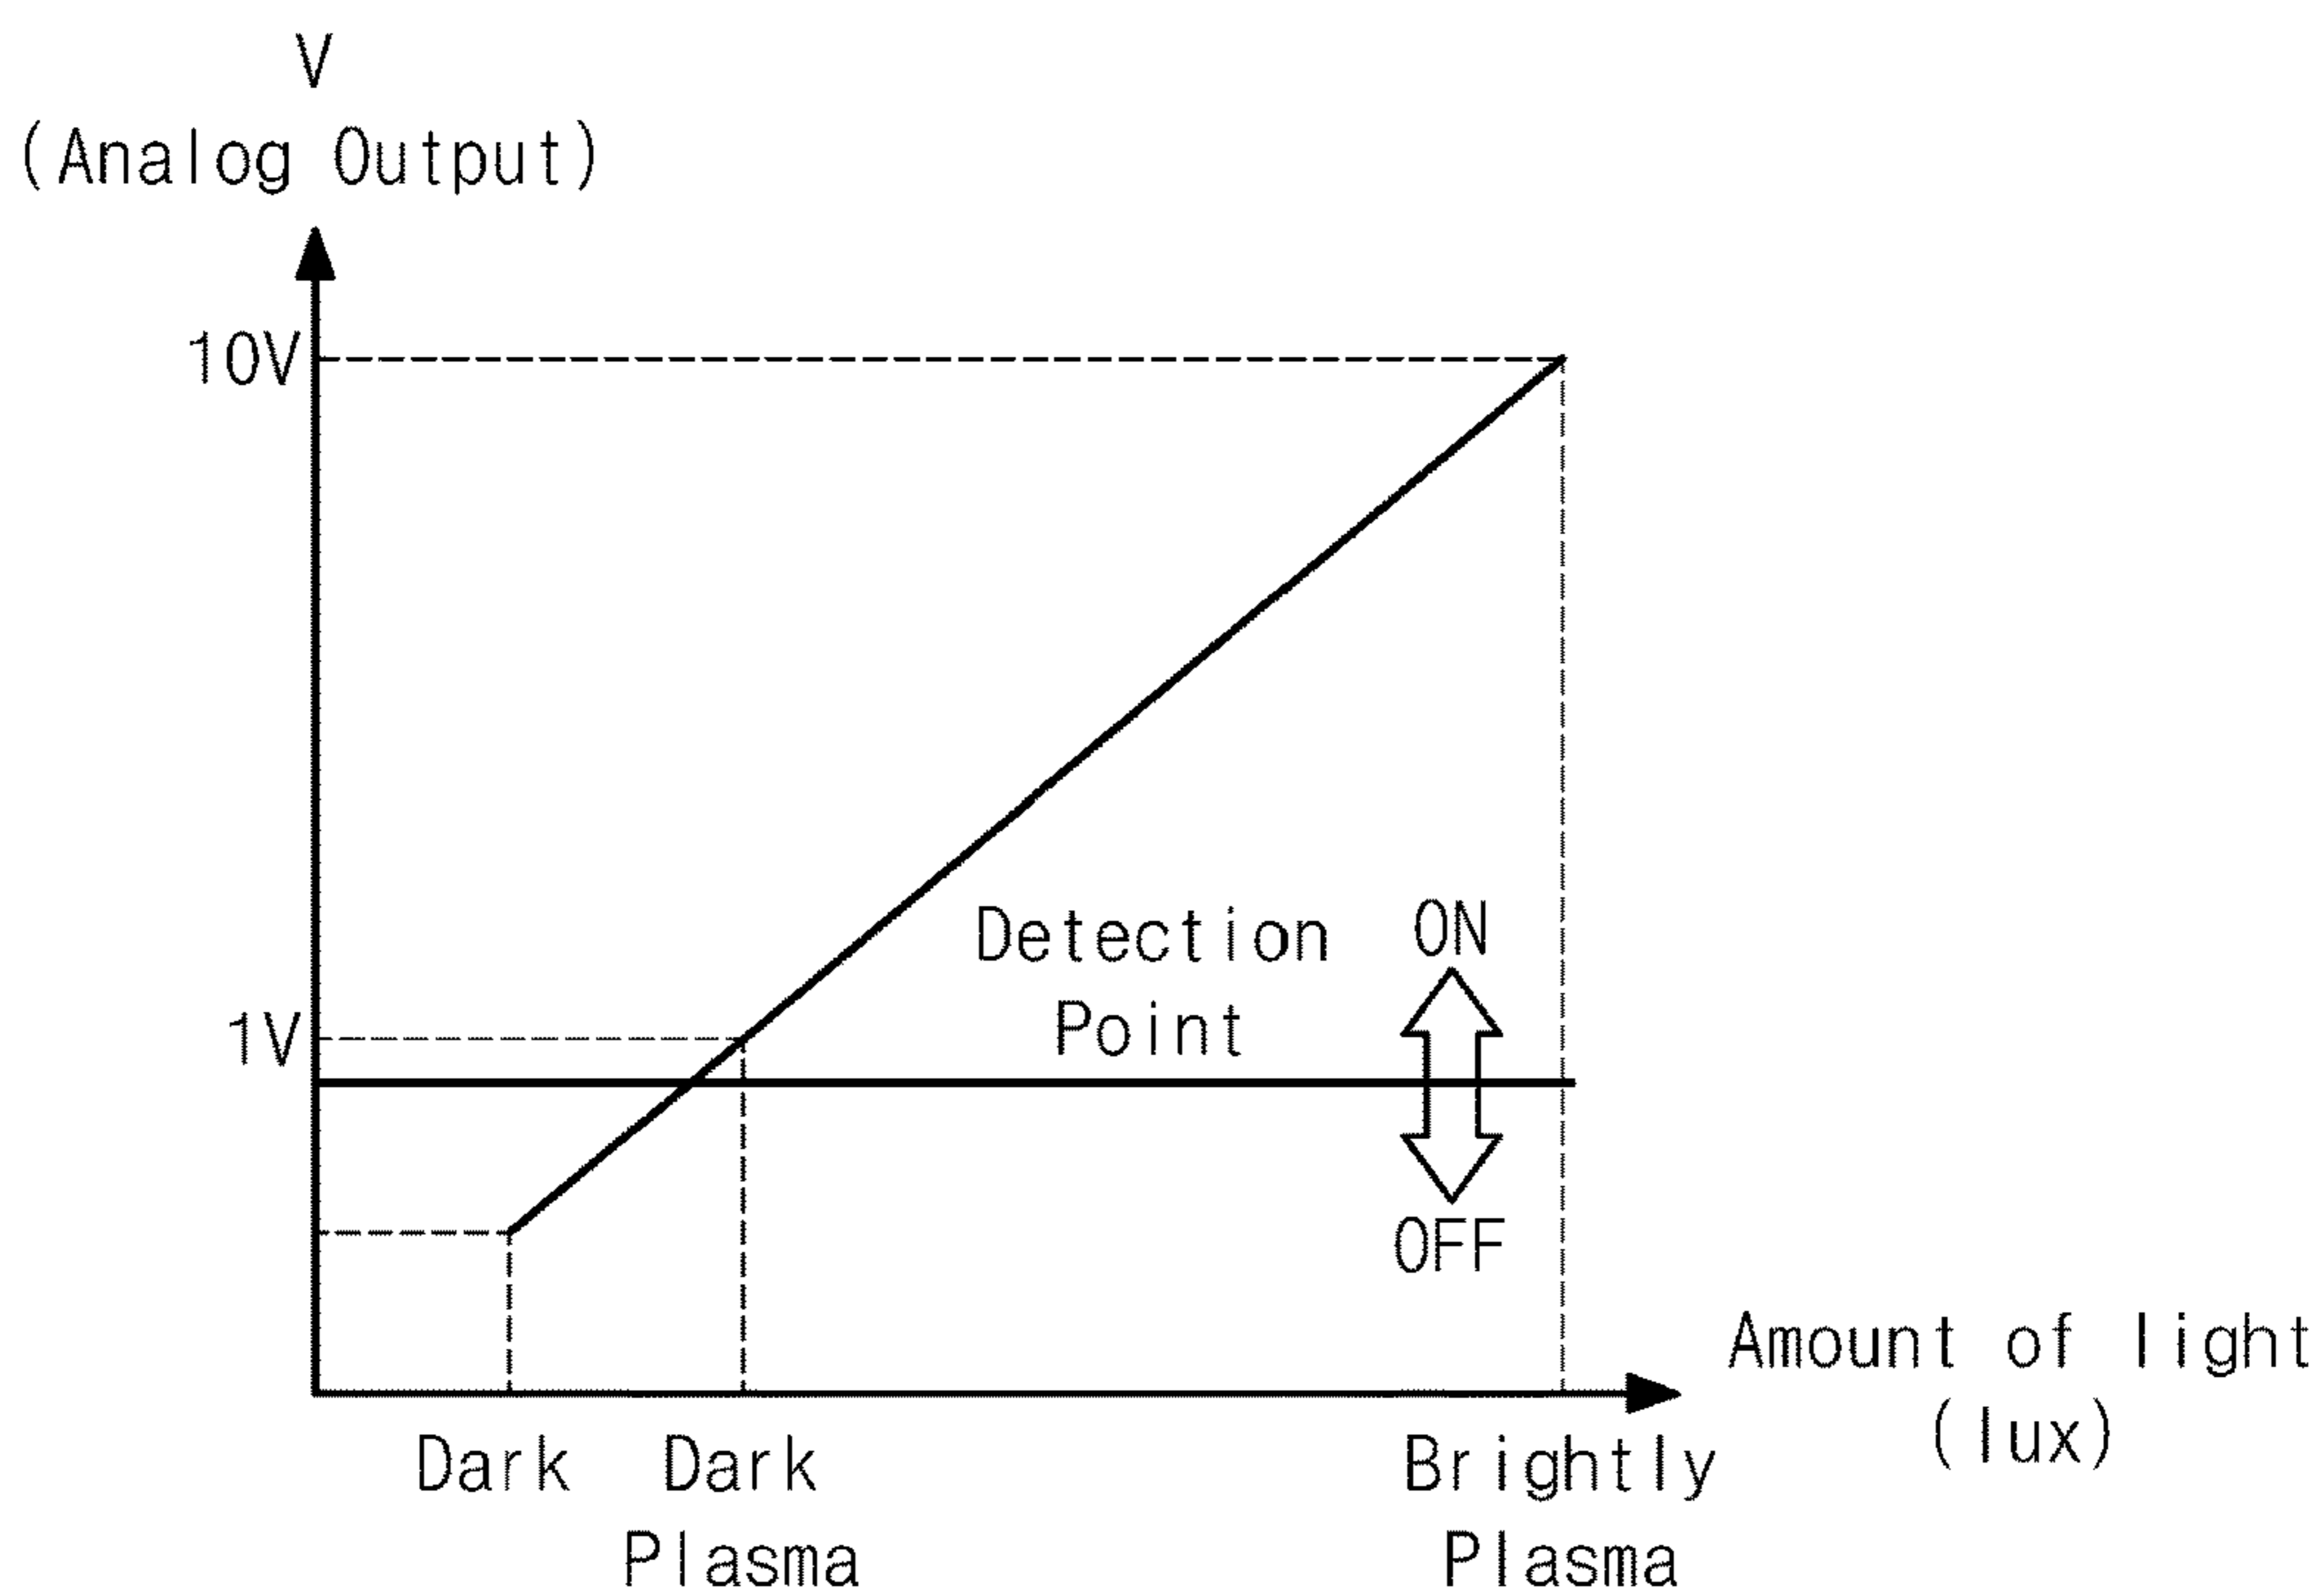 V
(Analog Output)
10V
Detection ON
Point
1V
OFF
Amount of light
(lux)
Dark Dark Brightly
Plasma Plasma